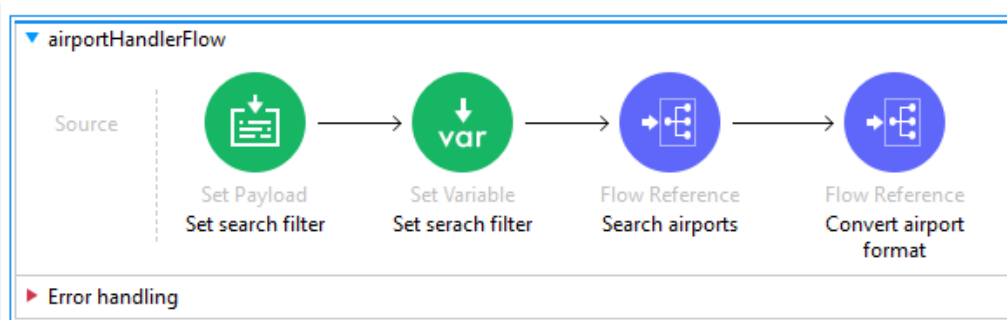 airportHandlerFlow
Source
var
Set Payload
Set search filter
Set Variable
Set serach filter
Flow Reference
Search airports
Flow Reference
Convert airport
format
Error handling